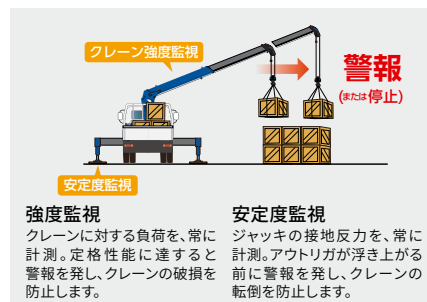 クレーン強度監視
警報
(または停止)
安定度監視
強度監視
クレーンに対する負荷を、常に
計測。定格性能に達すると
警報を発し、クレーンの破損を
防止します。
安定度監視
ジャッキの接地反力を、常に
計測。アウトリガが浮き上がる
前に警報を発し、クレーンの
転倒を防止します。